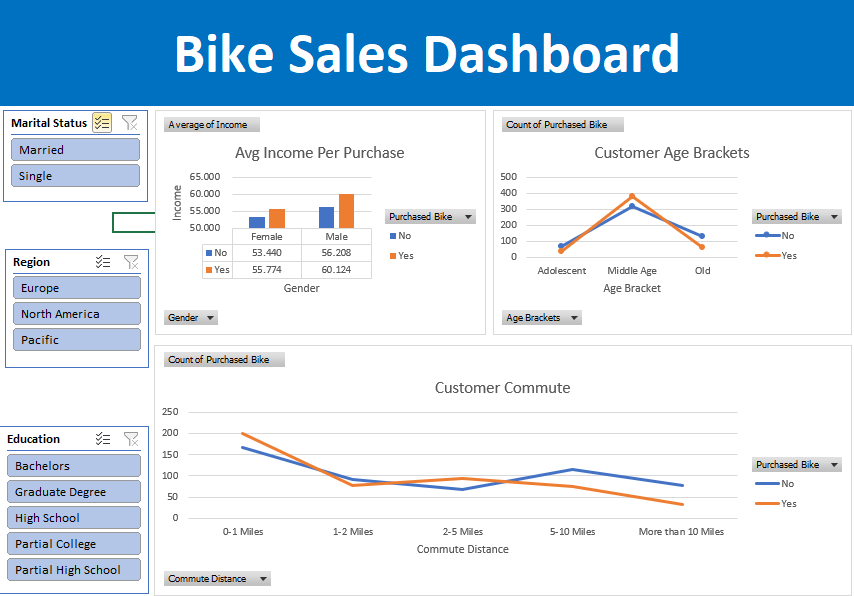 Bike Sales Dashboard
Marital Status
Married
Single
Region
Europe
North America
Pacific
Education
Bachelors
Graduate Degree
High School
Partial College
Partial High School
Average of Income
Avg Income Per Purchase
Income
65.000
60.000
55.000
50.000
Female Male
No 53.440 56.208
Yes 55.774 60.124
Gender
Purchased Bike
No
Yes
Gender
Count of Purchased Bike
Customer Age Brackets
500
400
300
200
100
0
Adolescent Middle Age Old
Age Bracket
Purchased Bike
No
Yes
Age Brackets
Count of Purchased Bike
Customer Commute
250
200
150
100
50
0
0-1 Miles 1-2 Miles 2-5 Miles 5-10 Miles More than 10 Miles
Commute Distance
Purchased Bike
No
Yes
Commute Distance